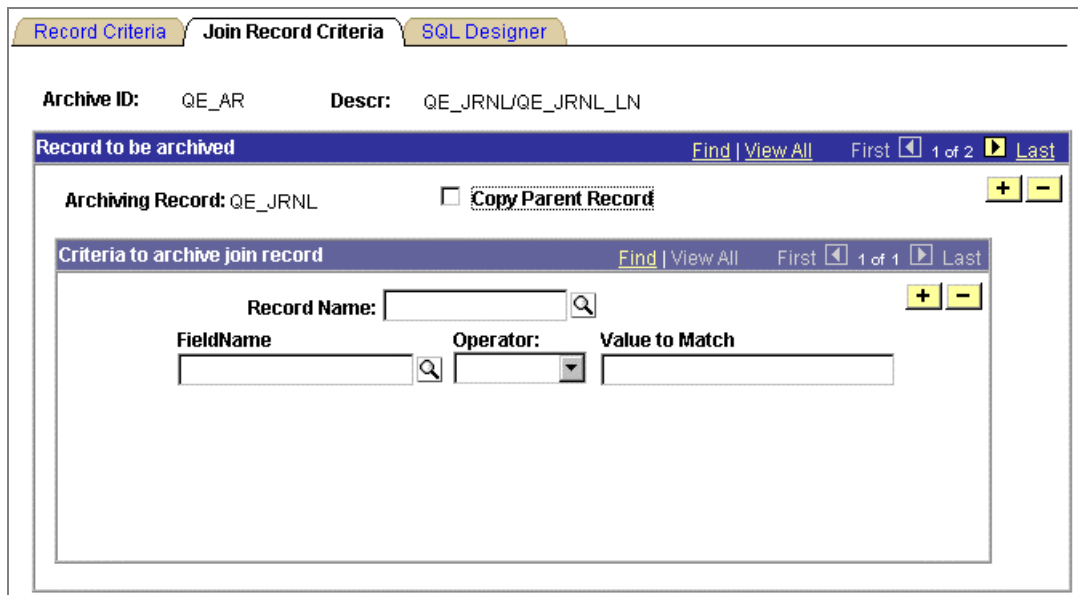 Record Criteria Join Record Criteria SQL Designer
Archive ID: QE_AR Descr: QE_JRNL/QE_JRNL_LN
Record to be archived Find | View All First 1 of 2 Last
Archiving Record: QE_JRNL Copy Parent Record + −
Criteria to archive join record Find | View All First 1 of 1 Last
Record Name: + −
FieldName Operator: Value to Match